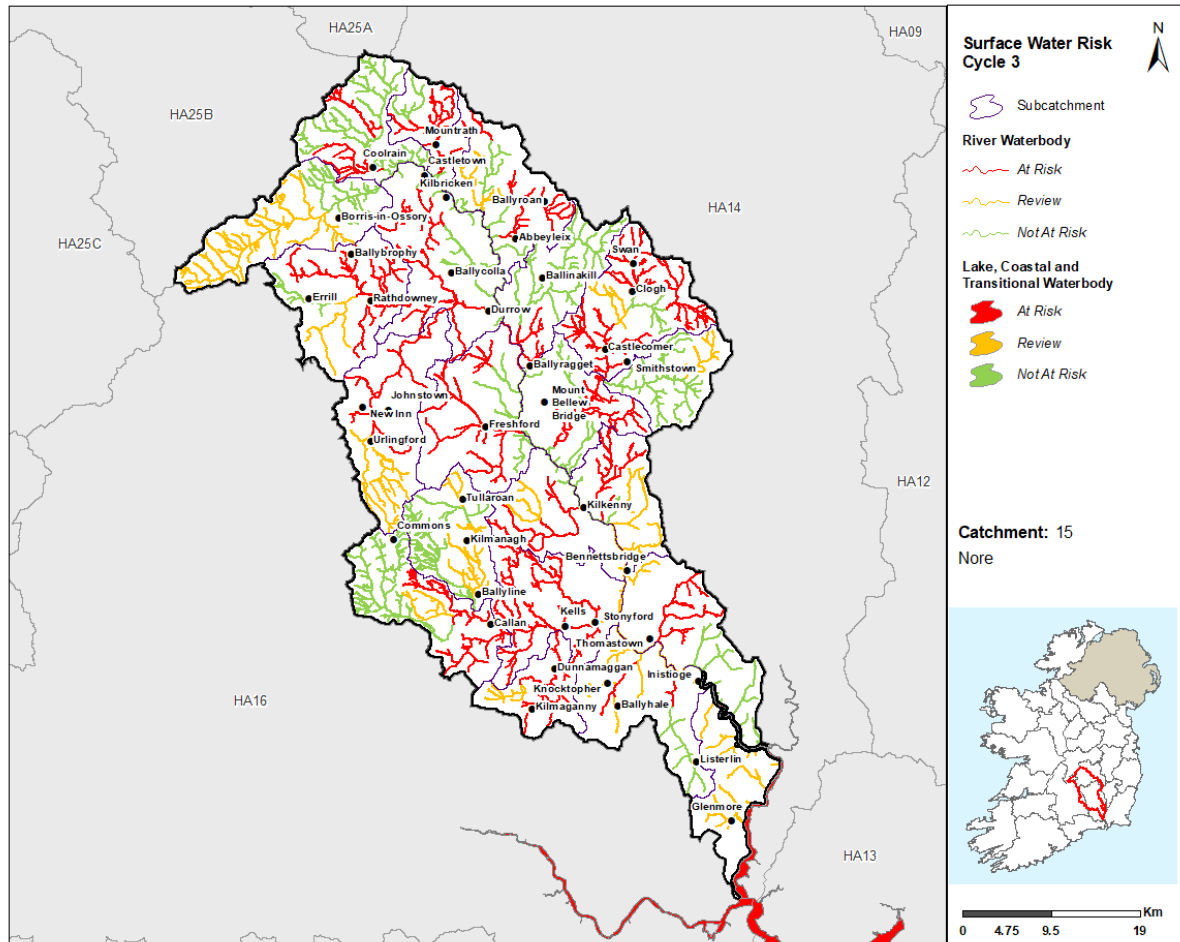 HA25A
HA09
HA25B
HA25C
HA14
HA12
HA16
HA13
Mountrath
Coolrain
Castletown
Kilbricken
Ballyroan
Borris-in-Ossory
Abbeyleix
Swan
Ballybrophy
Ballycolla
Ballinakill
Clogh
Errill
Rathdowney
Durrow
Castlecomer
Ballyragget
Smithstown
Johnstown
Mount
Bellew
Bridge
New Inn
Freshford
Urlingford
Tullaroan
Kilkenny
Commons
Kilmanagh
Bennettsbridge
Ballyline
Callan
Kells
Stonyford
Thomastown
Dunnamaggan
Inistioge
Knocktopher
Kilmaganny
Ballyhale
Listerlin
Glenmore
Surface Water Risk
Cycle 3
N
Subcatchment
River Waterbody
At Risk
Review
Not At Risk
Lake, Coastal and
Transitional Waterbody
At Risk
Review
Not At Risk
Catchment: 15
Nore
Km
0 4.75 9.5 19